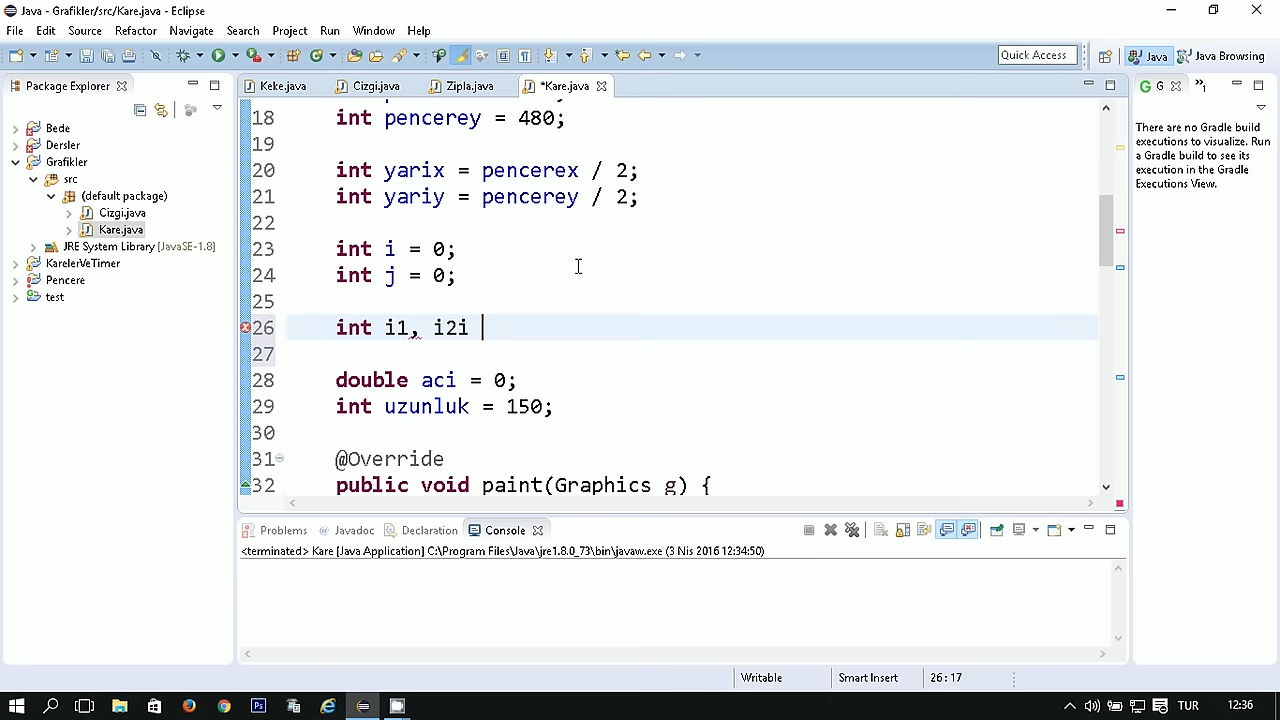 Java - Grafikler/src/Kare.java - Eclipse
File Edit Source Refactor Navigate Search Project Run Window Help
Quick Access
Java
Java Browsing
Package Explorer
Keke.java
Cizgi.java
Zipla.java
*Kare.java
G
»1
Bede
Dersler
Grafikler
src
(default package)
Cizgi.java
Kare.java
JRE System Library [JavaSE-1.8]
KarelerVeTimer
Pencere
test
18 int pencerey = 480;
19
20 int yarix = pencerex / 2;
21 int yariy = pencerey / 2;
22
23 int i = 0;
24 int j = 0;
25
26 int i1, i2i
27
28 double aci = 0;
29 int uzunluk = 150;
30
31 @Override
32 public void paint(Graphics g) {
There are no Gradle build
executions to visualize. Run
a Gradle build to see its
execution in the Gradle
Executions View.
Problems @ Javadoc Declaration Console
<terminated> Kare [Java Application] C:\Program Files\Java\jre1.8.0_73\bin\javaw.exe (3 Nis 2016 12:34:50)
Writable
Smart Insert
26 : 17
TUR
12:36